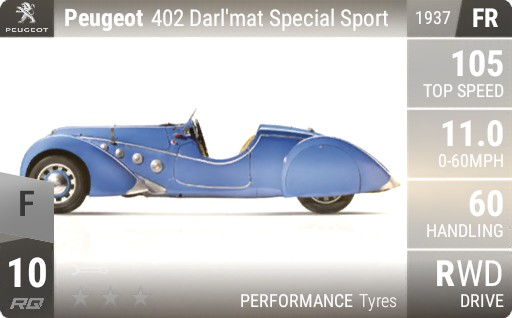 PEUGEOT
Peugeot 402 Darl'mat Special Sport
1937 FR
105
TOP SPEED
11.0
0-60MPH
60
HANDLING
RWD
DRIVE
F
10
RQ
PERFORMANCE Tyres